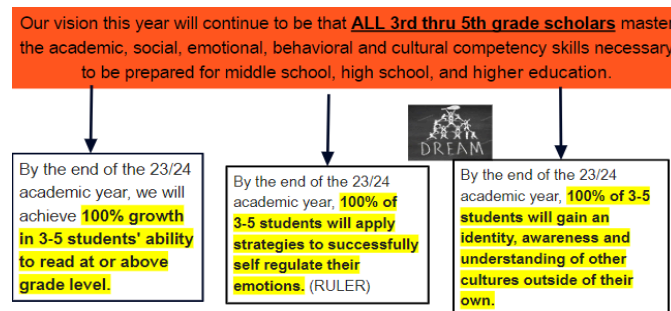 Our vision this year will continue to be that ALL 3rd thru 5th grade scholars master
the academic, social, emotional, behavioral and cultural competency skills necessary
to be prepared for middle school, high school, and higher education.
DREAM
By the end of the 23/24
academic year, we will
achieve 100% growth
in 3-5 students' ability
to read at or above
grade level.
By the end of the 23/24
academic year, 100% of
3-5 students will apply
strategies to successfully
self regulate their
emotions. (RULER)
By the end of the 23/24
academic year, 100% of 3-5
students will gain an
identity, awareness and
understanding of other
cultures outside of their
own.